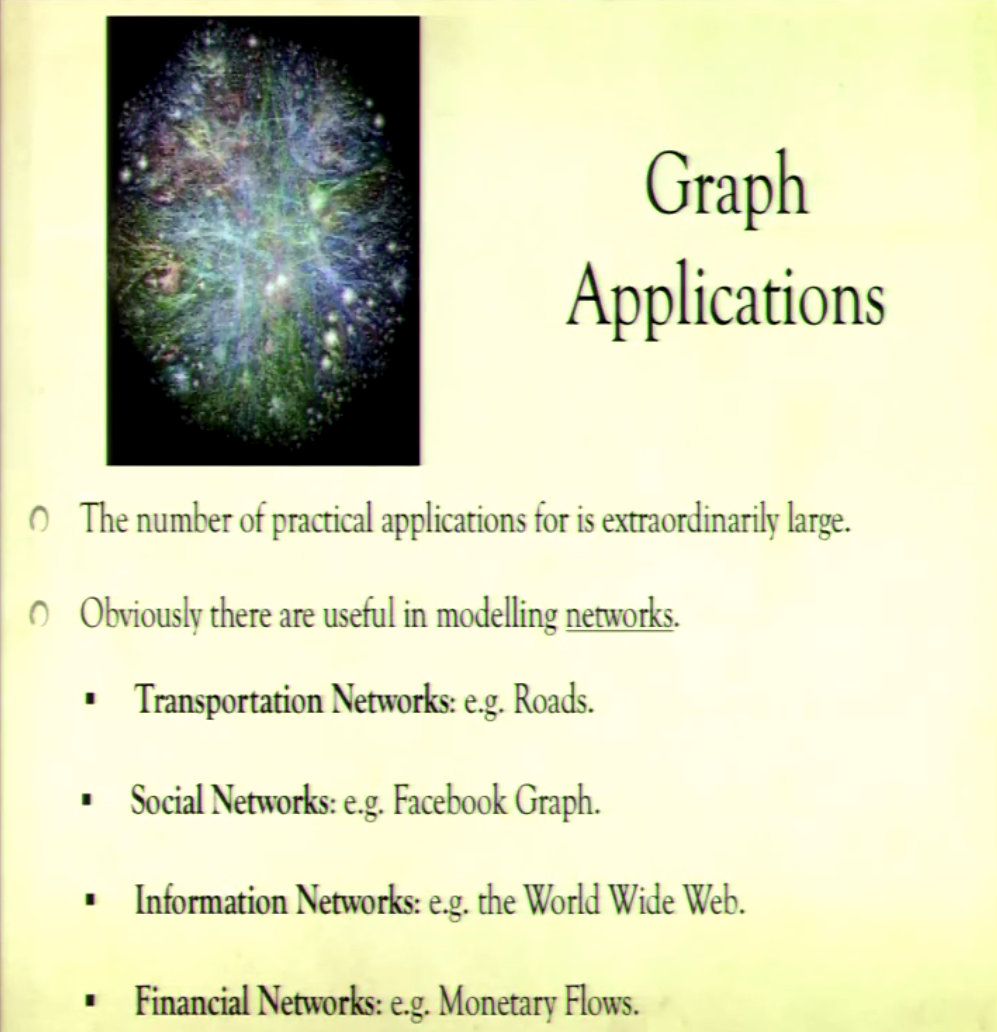 Graph
Applications
The number of practical applications for is extraordinarily large.
Obviously there are useful in modelling networks.
Transportation Networks: e.g. Roads.
Social Networks: e.g. Facebook Graph.
Information Networks: e.g. the World Wide Web.
Financial Networks: e.g. Monetary Flows.